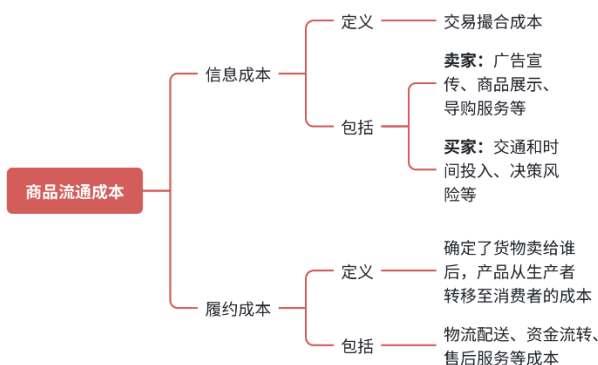 商品流通成本
信息成本
定义
交易撮合成本
包括
卖家：广告宣
传、商品展示、
导购服务等
买家：交通和时
间投入、决策风
险等
履约成本
定义
确定了货物卖给谁
后，产品从生产者
转移至消费者的成本
包括
物流配送、资金流转、
售后服务等成本